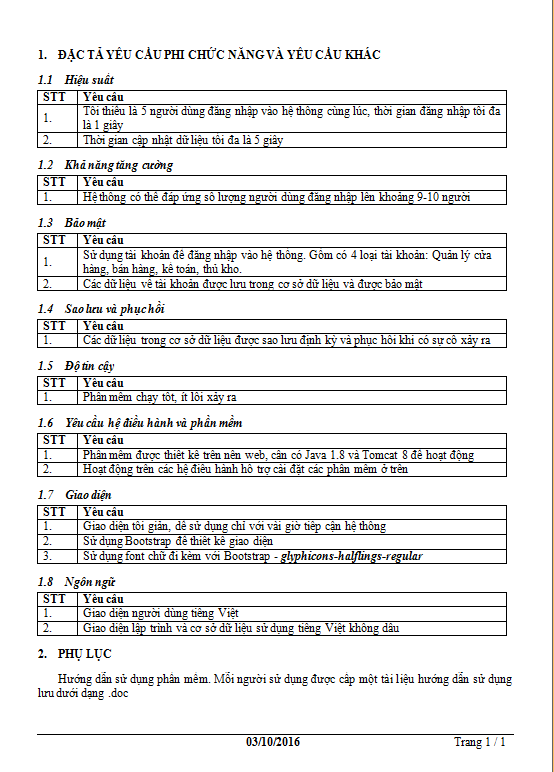 1. ĐẶC TẢ YÊU CẦU PHI CHỨC NĂNG VÀ YÊU CẦU KHÁC
1.1 Hiệu suất
STT Yêu cầu
1. Tối thiểu là 5 người dùng đăng nhập vào hệ thống cùng lúc, thời gian đăng nhập tối đa
là 1 giây
2. Thời gian cập nhật dữ liệu tối đa là 5 giây
1.2 Khả năng tăng cường
STT Yêu cầu
1. Hệ thống có thể đáp ứng số lượng người dùng đăng nhập lên khoảng 9-10 người
1.3 Bảo mật
STT Yêu cầu
1. Sử dụng tài khoản để đăng nhập vào hệ thống. Gồm có 4 loại tài khoản: Quản lý cửa
hàng, bán hàng, kế toán, thủ kho.
2. Các dữ liệu về tài khoản được lưu trong cơ sở dữ liệu và được bảo mật
1.4 Sao lưu và phục hồi
STT Yêu cầu
1. Các dữ liệu trong cơ sở dữ liệu được sao lưu định kỳ và phục hồi khi có sự cố xảy ra
1.5 Độ tin cậy
STT Yêu cầu
1. Phần mềm chạy tốt, ít lỗi xảy ra
1.6 Yêu cầu hệ điều hành và phần mềm
STT Yêu cầu
1. Phần mềm được thiết kế trên nền web, cần có Java 1.8 và Tomcat 8 để hoạt động
2. Hoạt động trên các hệ điều hành hỗ trợ cài đặt các phần mềm ở trên
1.7 Giao diện
STT Yêu cầu
1. Giao diện tối giản, dễ sử dụng chỉ với vài giờ tiếp cận hệ thống
2. Sử dụng Bootstrap để thiết kế giao diện
3. Sử dụng font chữ đi kèm với Bootstrap - glyphicons-halflings-regular
1.8 Ngôn ngữ
STT Yêu cầu
1. Giao diện người dùng tiếng Việt
2. Giao diện lập trình và cơ sở dữ liệu sử dụng tiếng Việt không dấu
2. PHỤ LỤC
Hướng dẫn sử dụng phần mềm. Mỗi người sử dụng được cấp một tài liệu hướng dẫn sử dụng
lưu dưới dạng .doc
03/10/2016 Trang 1 / 1